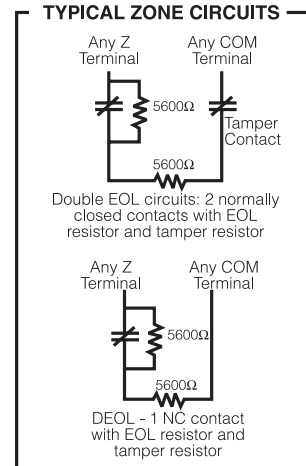 TYPICAL ZONE CIRCUITS
Any Z Terminal
Any COM Terminal
5600Ω
Tamper Contact
5600Ω
Double EOL circuits: 2 normally
closed contacts with EOL
resistor and tamper resistor
Any Z Terminal
Any COM Terminal
5600Ω
5600Ω
DEOL - 1 NC contact
with EOL resistor and
tamper resistor